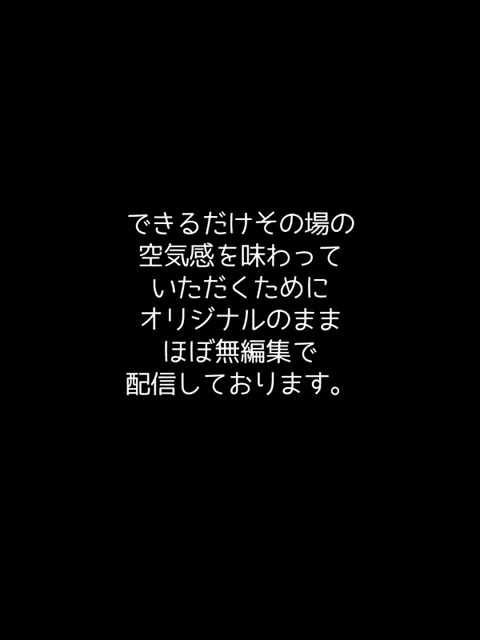 できるだけその場の
空気感を味わって
いただくために
オリジナルのまま
ほぼ無編集で
配信しております。